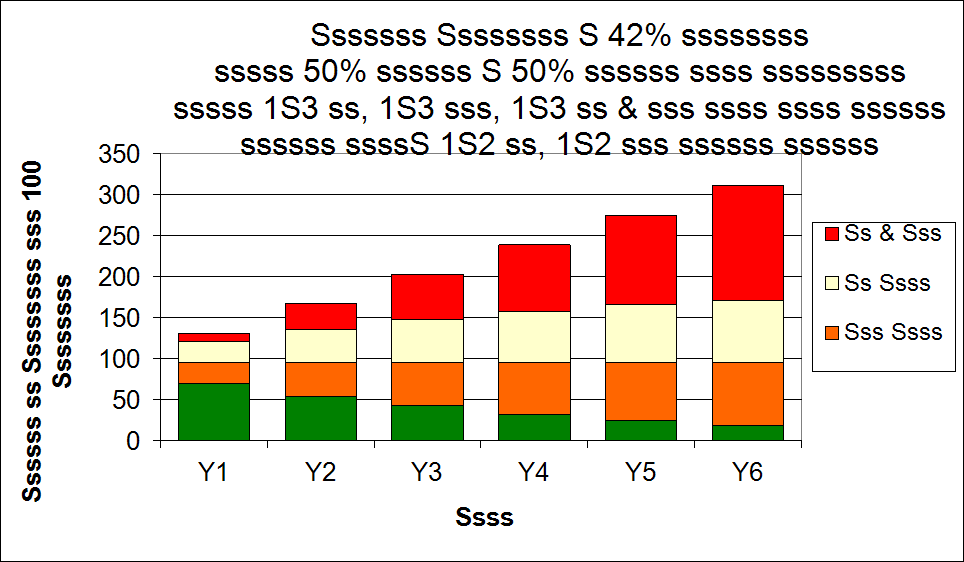 Sssssss Ssssssss S 42% ssssssss
sssss 50% ssssss S 50% ssssss ssss sssssssss
sssss 1S3 ss, 1S3 sss, 1S3 ss & sss ssss ssss ssssss
ssssss ssssS 1S2 ss, 1S2 sss ssssss ssssss
Ssssss ss Sssssssss sss 100
Ssssssss
350
300
250
200
150
100
50
0
Y1 Y2 Y3 Y4 Y5 Y6
Ssss
Ss & Sss
Ss Ssss
Sss Ssss